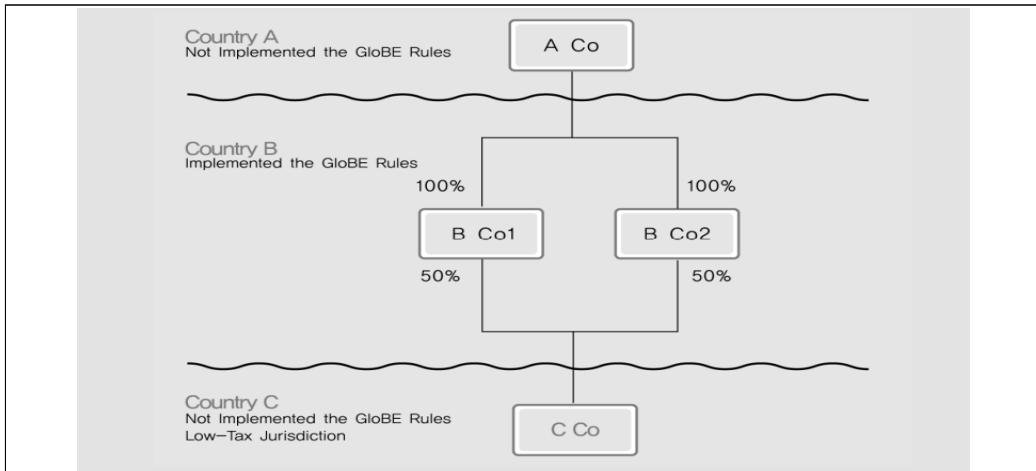 Country A
Not Implemented the GloBE Rules
A Co
Country B
Implemented the GloBE Rules
100%
100%
B Co1
B Co2
50%
50%
Country C
Not Implemented the GloBE Rules
Low-Tax Jurisdiction
C Co